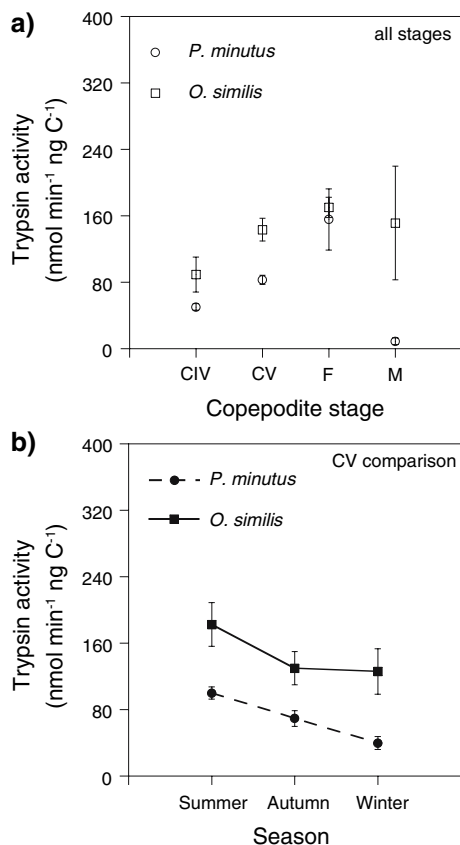 a)
all stages
P. minutus
O. similis
400
320
240
160
80
0
Trypsin activity
(nmol min⁻¹ ng C⁻¹)
CIV CV F M
Copepodite stage
b)
CV comparison
P. minutus
O. similis
400
320
240
160
80
0
Trypsin activity
(nmol min⁻¹ ng C⁻¹)
Summer Autumn Winter
Season